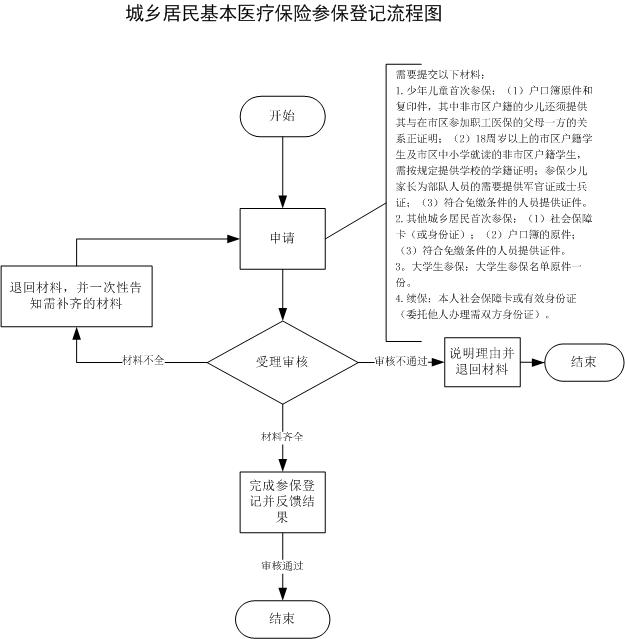 城乡居民基本医疗保险参保登记流程图
开始
申请
需要提交以下材料：
1.少年儿童首次参保：（1）户口簿原件和
复印件，其中非市区户籍的少儿还须提供
其与在市区参加职工医保的父母一方的关
系正证明；（2）18周岁以上的市区户籍学
生及市区中小学就读的非市区户籍学生，
需按规定提供学校的学籍证明；参保少儿
家长为部队人员的需要提供军官证或士兵
证；（3）符合免缴条件的人员提供证件。
2.其他城乡居民首次参保：（1）社会保障
卡（或身份证）；（2）户口簿的原件；
（3）符合免缴条件的人员提供证件。
3。大学生参保：大学生参保名单原件一
份。
4.续保：本人社会保障卡或有效身份证
（委托他人办理需双方身份证）。
退回材料，并一次性告
知需补齐的材料
材料不全
受理审核
审核不通过
说明理由并
退回材料
结束
材料齐全
完成参保登
记并反馈结
果
审核通过
结束